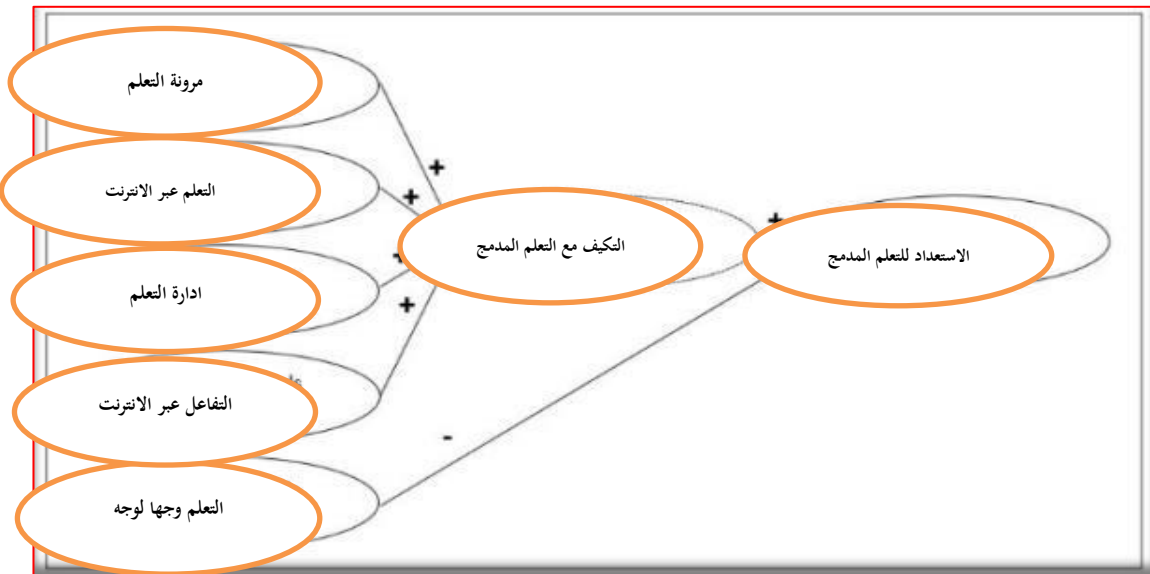 مرونة التعلم
التعلم عبر الانترنت
ادارة التعلم
التفاعل عبر الانترنت
التعلم وجها لوجه
التكيف مع التعلم المدمج
الاستعداد للتعلم المدمج
+
+
+
+
+
-